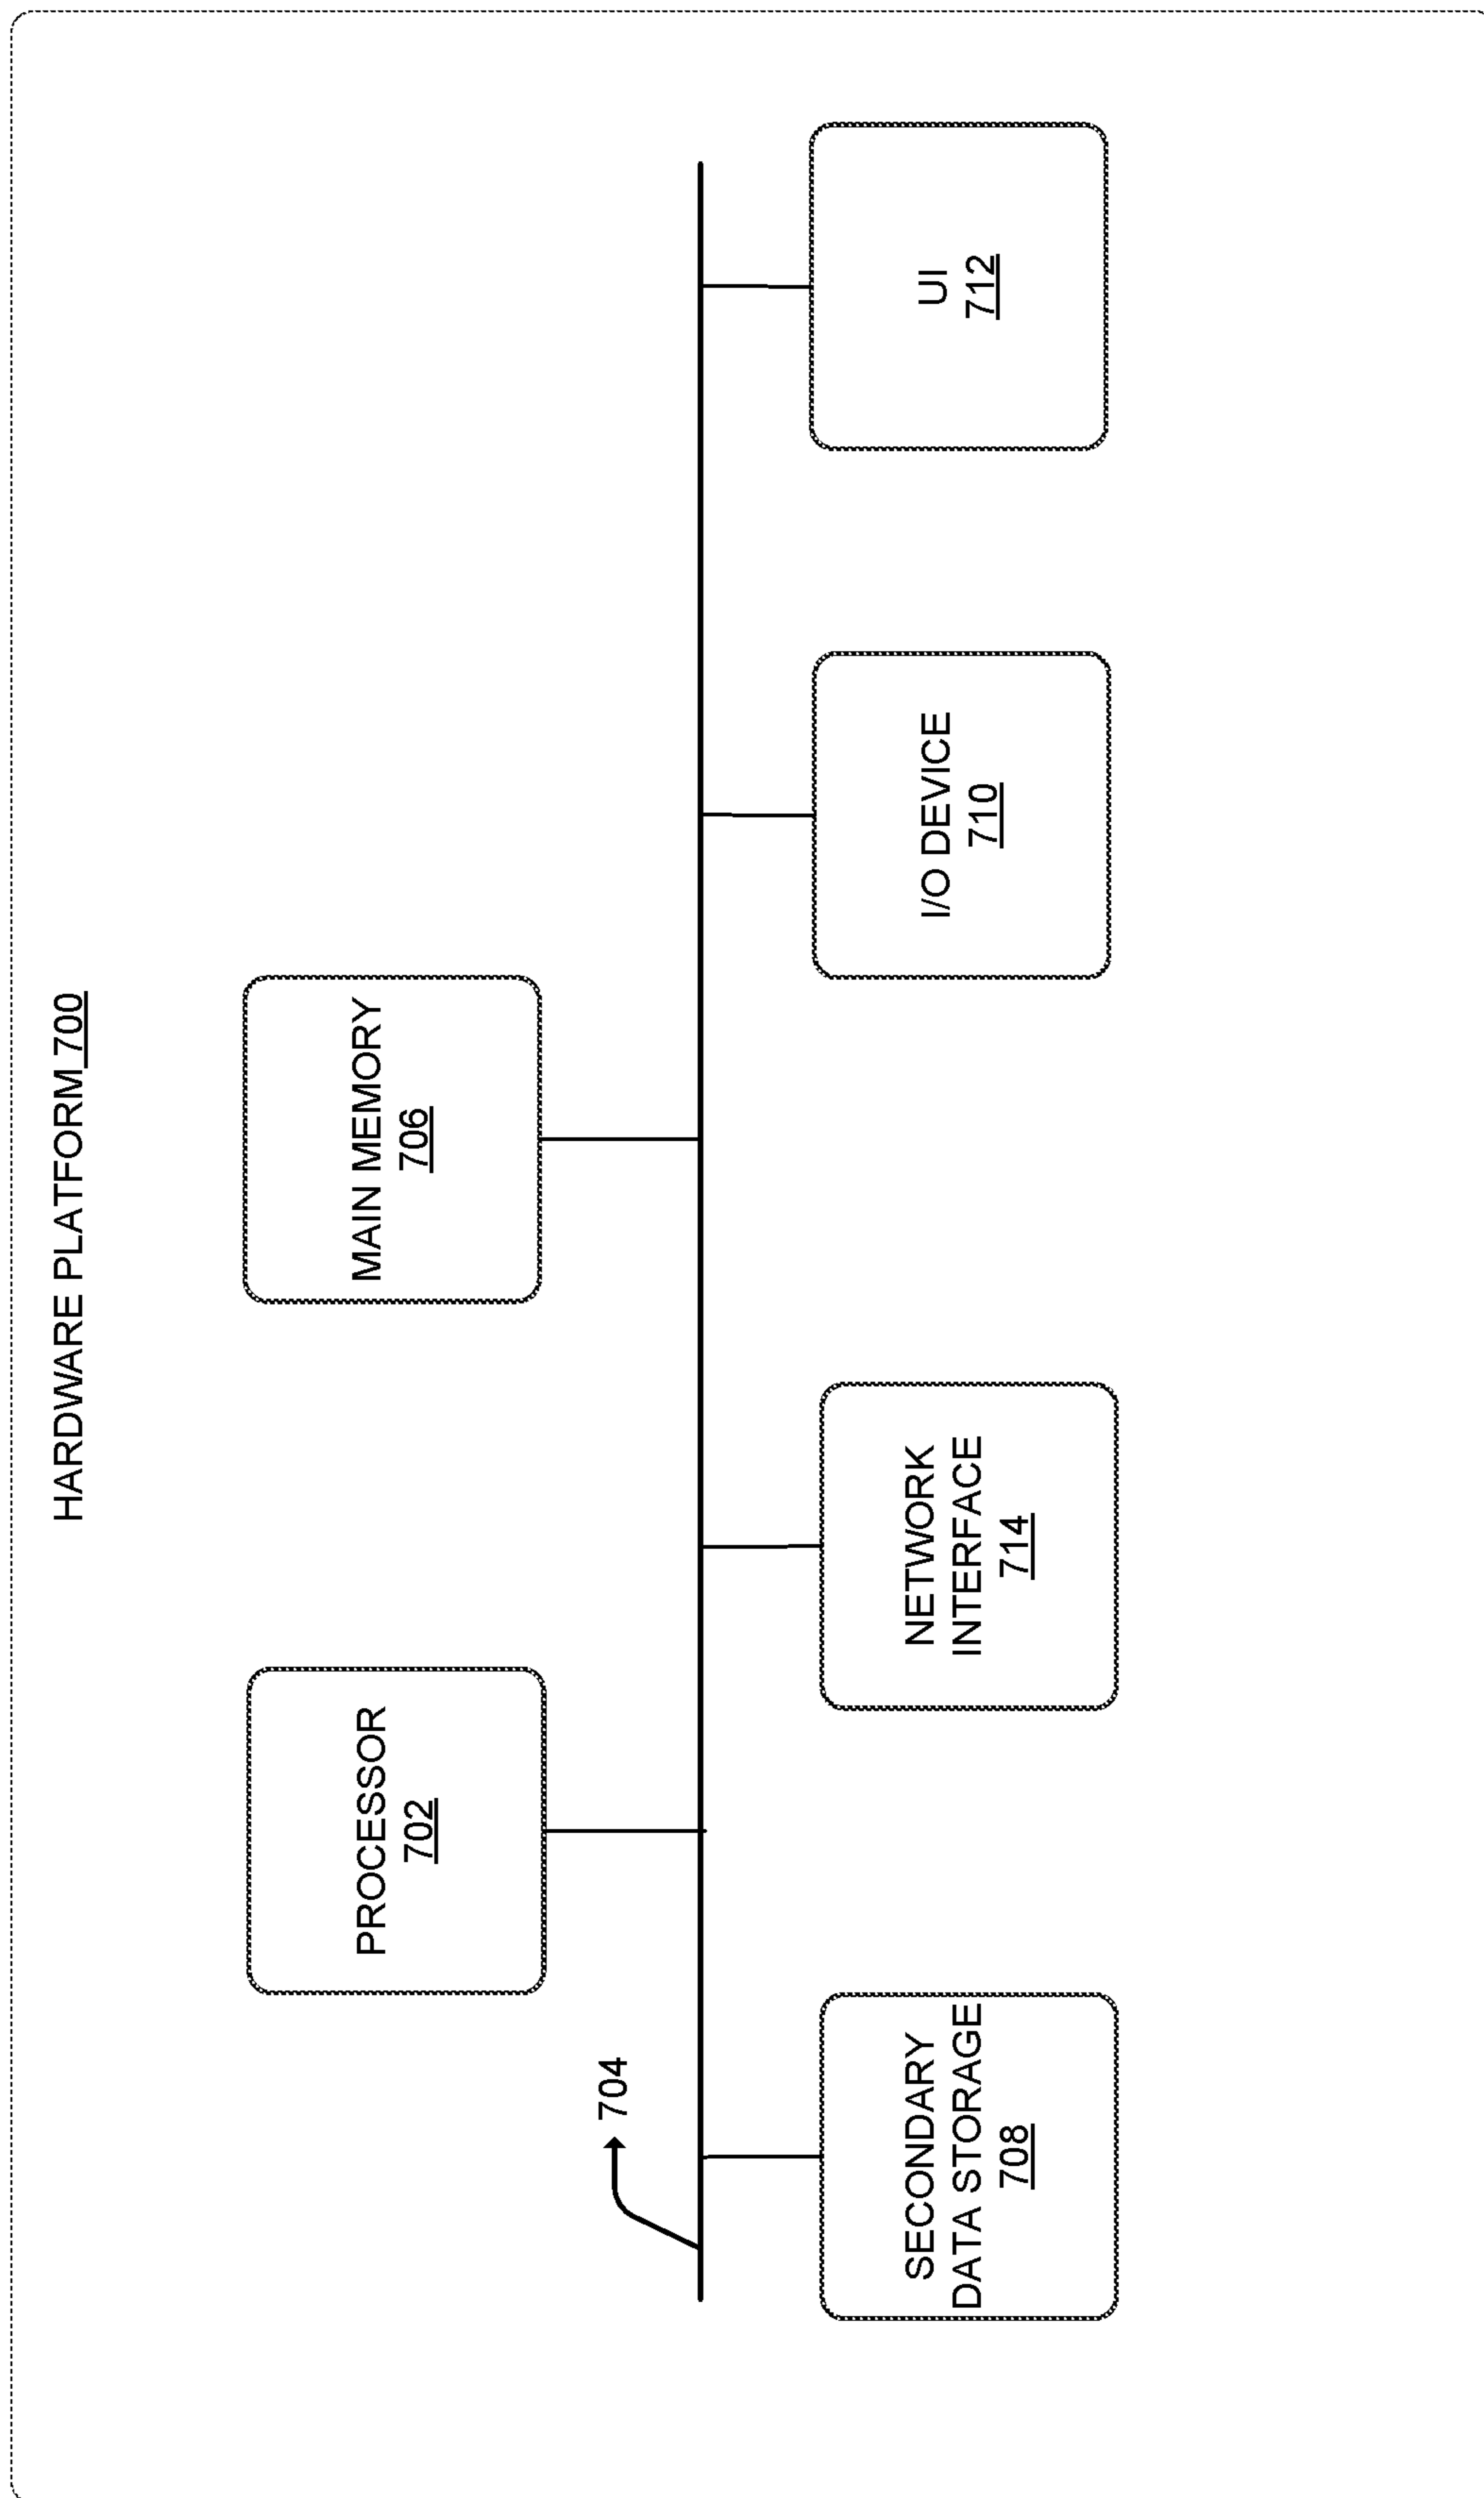 HARDWARE PLATFORM 700
PROCESSOR
702
MAIN MEMORY
706
704
SECONDARY
DATA STORAGE
708
NETWORK
INTERFACE
714
I/O DEVICE
710
UI
712